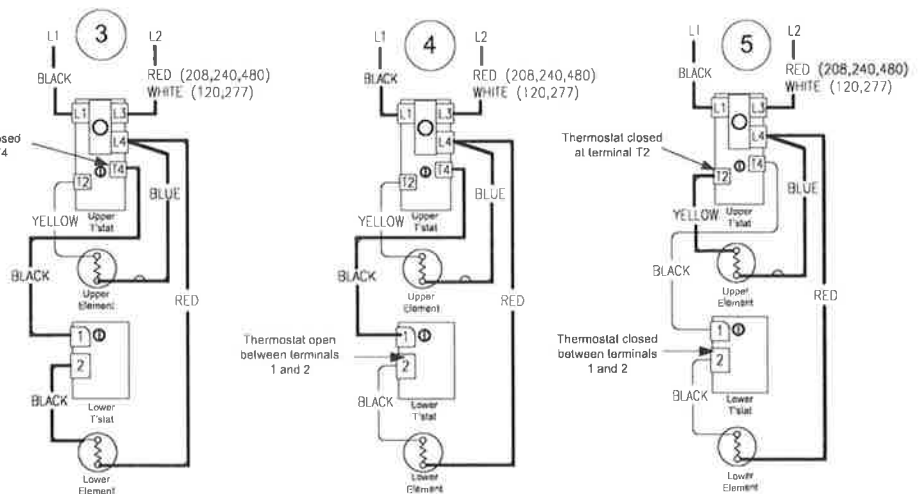 L1
3
L2
BLACK
RED (208,240,480)
WHITE (120,277)
L1
L3
L4
T4
T2
BLUE
YELLOW
Upper
T'stat
BLACK
Upper
Element
RED
1
2
BLACK
Lower
T'stat
Lower
Element
L1
4
L2
BLACK
RED (208,240,480)
WHITE (120,277)
L1
L3
L4
T4
T2
BLUE
YELLOW
Upper
T'stat
BLACK
Upper
Element
RED
Thermostat open
between terminals
1 and 2
1
2
BLACK
Lower
T'stat
Lower
Element
L1
5
L2
BLACK
RED (208,240,480)
WHITE (120,277)
L1
L3
L4
Thermostat closed
at terminal T2
T4
T2
BLUE
YELLOW
Upper
T'stat
BLACK
Upper
Element
RED
Thermostat closed
between terminals
1 and 2
1
2
BLACK
Lower
T'stat
Lower
Element